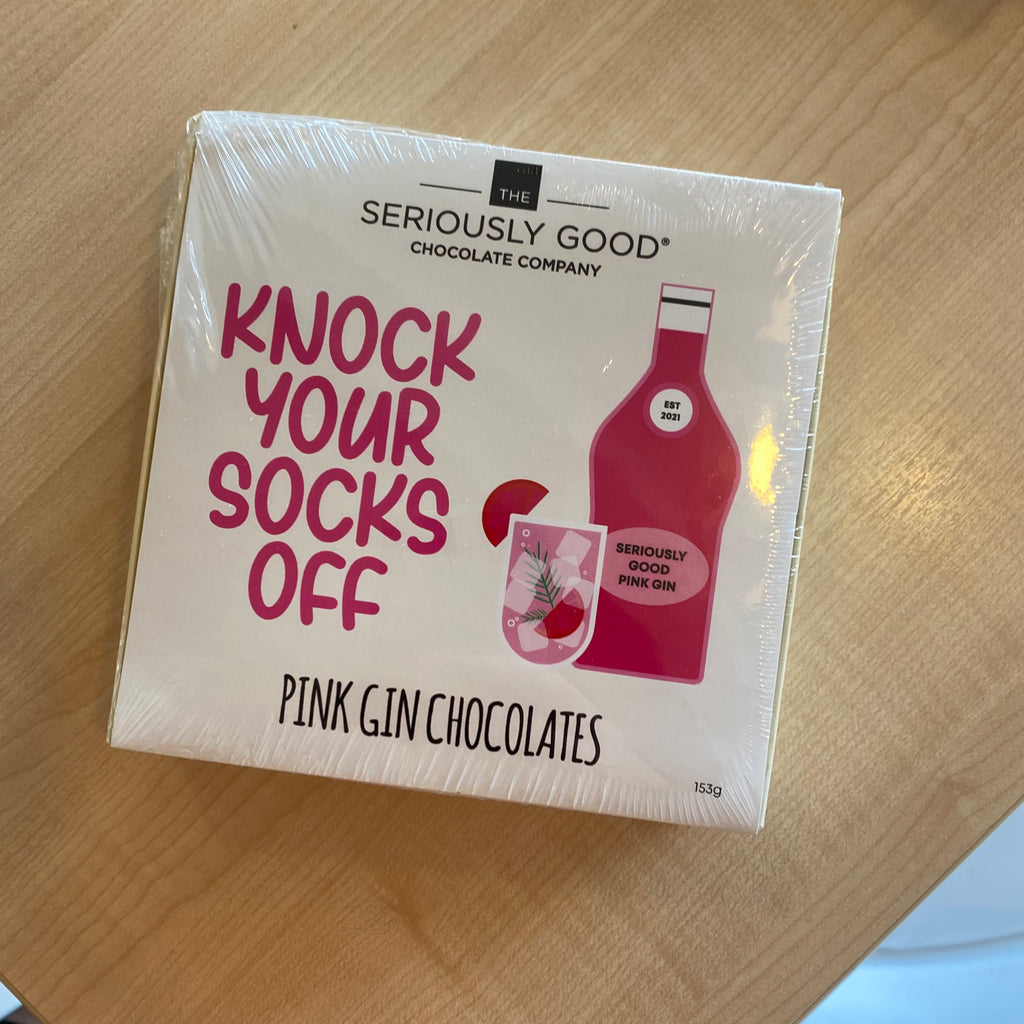 THE
SERIOUSLY GOOD®
CHOCOLATE COMPANY
KNOCK
YOUR
SOCKS
OFF
EST
2021
SERIOUSLY
GOOD
PINK GIN
PINK GIN CHOCOLATES
153g